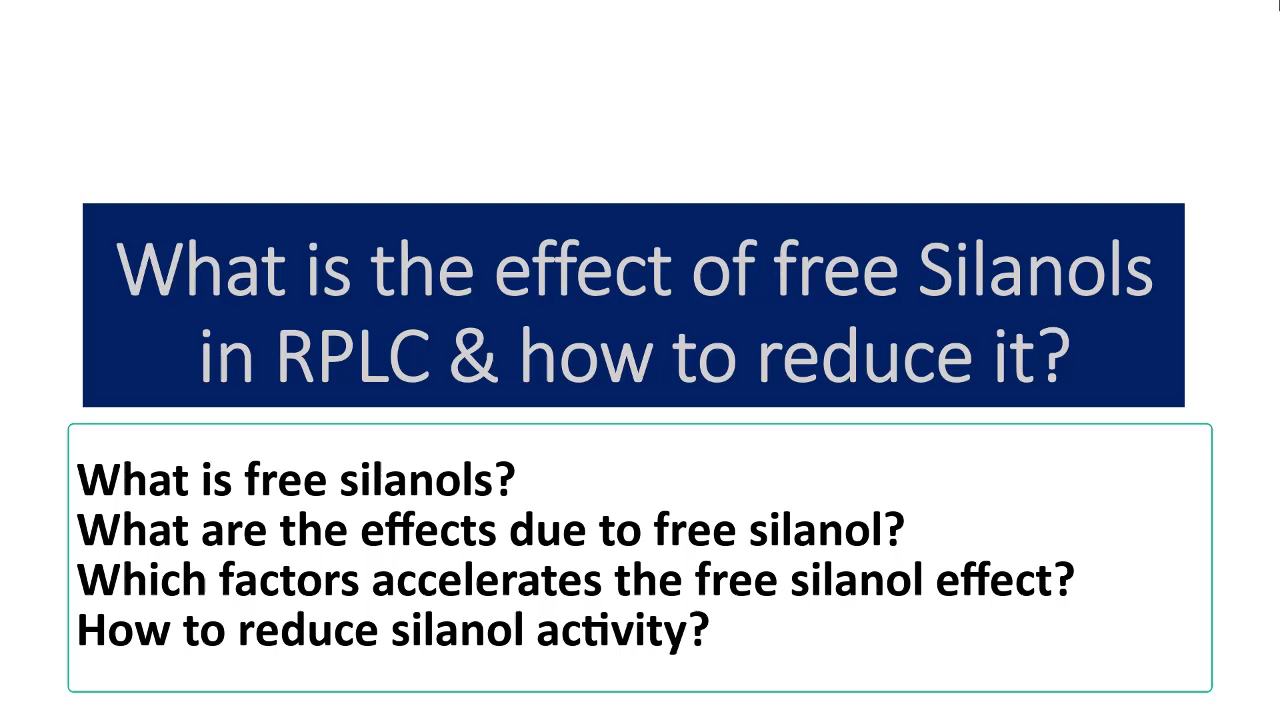 What is the effect of free Silanols
in RPLC & how to reduce it?
What is free silanols?
What are the effects due to free silanol?
Which factors accelerates the free silanol effect?
How to reduce silanol activity?